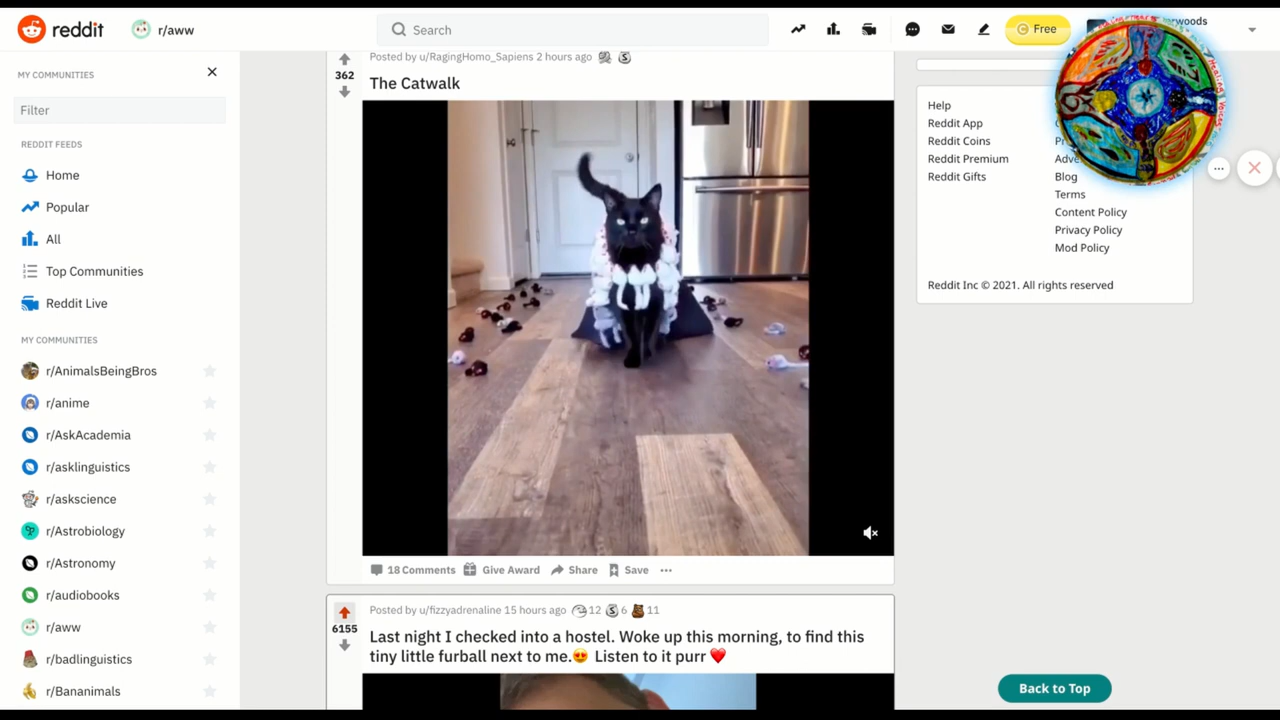 reddit
r/aww
Search
Free
MY COMMUNITIES
Filter
REDDIT FEEDS
Home
Popular
All
Top Communities
Reddit Live
MY COMMUNITIES
r/AnimalsBeingBros
r/anime
r/AskAcademia
r/asklinguistics
r/askscience
r/Astrobiology
r/Astronomy
r/audiobooks
r/aww
r/badlinguistics
r/Bananimals
Posted by u/RagingHomo_Sapiens 2 hours ago
362
The Catwalk
18 Comments Give Award Share Save
Posted by u/fizzyadrenaline 15 hours ago 12 6 11
6155
Last night I checked into a hostel. Woke up this morning, to find this
tiny little furball next to me.😍 Listen to it purr ❤️
Help
Reddit App
Reddit Coins
Reddit Premium
Reddit Gifts
Blog
Terms
Content Policy
Privacy Policy
Mod Policy
Reddit Inc © 2021. All rights reserved
Back to Top